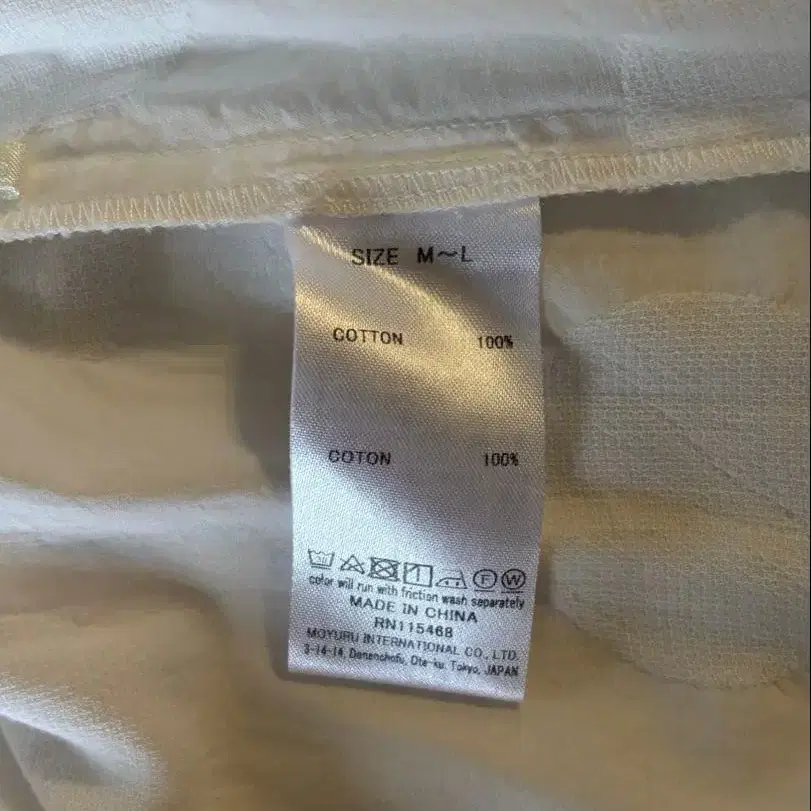 SIZE M~L
COTTON 100%
COTON 100%
F W
color will run with friction wash separately
MADE IN CHINA
RN115468
MOYURU INTERNATIONAL CO., LTD.
3-14-14, Denenchofu, Ota-ku, Tokyo, JAPAN